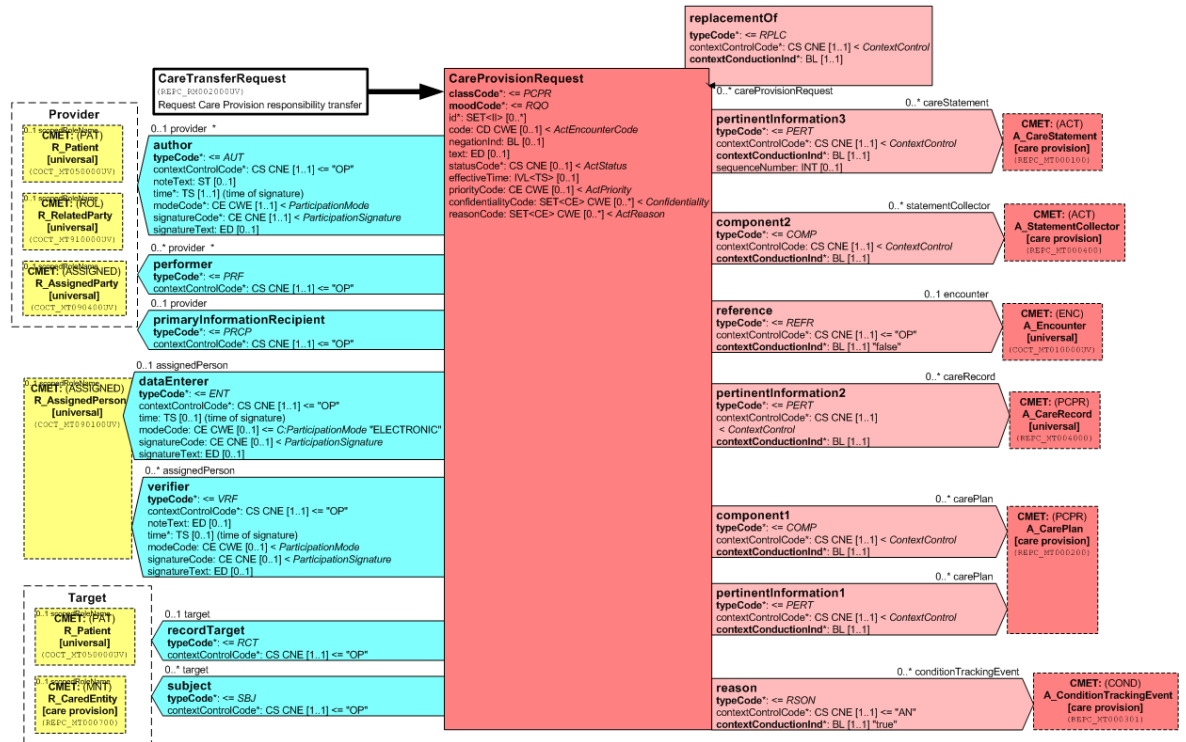 replacementOf
typeCode*: <= RPLC
contextControlCode*: CS CNE [1..1] < ContextControl
contextConductionInd*: BL [1..1]
CareTransferRequest
(REPC_RM002000UV)
Request Care Provision responsibility transfer
CareProvisionRequest
classCode*: <= PCPR
moodCode*: <= RQO
id*: SET<II> [0..*]
code: CD CWE [0..1] < ActEncounterCode
negationInd: BL [0..1]
text: ED [0..1]
statusCode*: CS CNE [0..1] < ActStatus
effectiveTime: IVL<TS> [0..1]
priorityCode: CE CWE [0..1] < ActPriority
confidentialityCode: SET<CE> CWE [0..*] < Confidentiality
reasonCode: SET<CE> CWE [0..*] < ActReason
0..* careProvisionRequest
Provider
0..1 scopedRoleName
CMET: (PAT)
R_Patient
[universal]
(COCT_MT050000UV)
CMET: (ROL)
R_RelatedParty
[universal]
(COCT_MT910000UV)
0..1 scopedRoleName
CMET: (ASSIGNED)
R_AssignedParty
[universal]
(COCT_MT090400UV)
0..1 provider *
author
typeCode*: <= AUT
contextControlCode*: CS CNE [1..1] <= "OP"
noteText: ST [0..1]
time*: TS [1..1] (time of signature)
modeCode*: CE CWE [1..1] < ParticipationMode
signatureCode*: CE CNE [1..1] < ParticipationSignature
signatureText: ED [0..1]
0..* provider *
performer
typeCode*: <= PRF
contextControlCode*: CS CNE [1..1] <= "OP"
0..1 provider
primaryInformationRecipient
typeCode*: <= PRCP
contextControlCode*: CS CNE [1..1] <= "OP"
0..1 assignedPerson
dataEnterer
typeCode*: <= ENT
contextControlCode*: CS CNE [1..1] <= "OP"
time: TS [0..1] (time of signature)
modeCode: CE CWE [0..1] <= C:ParticipationMode "ELECTRONIC"
signatureCode: CE CNE [0..1] < ParticipationSignature
signatureText: ED [0..1]
0..1 scopedRoleName
CMET: (ASSIGNED)
R_AssignedPerson
[universal]
(COCT_MT090100UV)
0..* assignedPerson
verifier
typeCode*: <= VRF
contextControlCode*: CS CNE [1..1] <= "OP"
noteText: ED [0..1]
time*: TS [0..1] (time of signature)
modeCode: CE CWE [0..1] < ParticipationMode
signatureCode: CE CNE [0..1] < ParticipationSignature
signatureText: ED [0..1]
Target
0..1 scopedRoleName
CMET: (PAT)
R_Patient
[universal]
(COCT_MT050000UV)
0..1 scopedRoleName
CMET: (MNT)
R_CaredEntity
[care provision]
(REPC_MT000700)
0..1 target
recordTarget
typeCode*: <= RCT
contextControlCode*: CS CNE [1..1] <= "OP"
0..* target
subject
typeCode*: <= SBJ
contextControlCode*: CS CNE [1..1] <= "OP"
0..* careStatement
pertinentInformation3
typeCode*: <= PERT
contextControlCode*: CS CNE [1..1] < ContextControl
contextConductionInd*: BL [1..1]
sequenceNumber: INT [0..1]
CMET: (ACT)
A_CareStatement
[care provision]
(REPC_MT000100)
0..* statementCollector
component2
typeCode*: <= COMP
contextControlCode: CS CNE [1..1] < ContextControl
contextConductionInd*: BL [1..1]
CMET: (ACT)
A_StatementCollector
[care provision]
(REPC_MT000400)
0..1 encounter
reference
typeCode*: <= REFR
contextControlCode*: CS CNE [1..1] <= "OP"
contextConductionInd*: BL [1..1] "false"
CMET: (ENC)
A_Encounter
[universal]
(COCT_MT010000UV)
0..* careRecord
pertinentInformation2
typeCode*: <= PERT
contextControlCode*: CS CNE [1..1]
< ContextControl
contextConductionInd*: BL [1..1]
CMET: (PCPR)
A_CareRecord
[universal]
(REPC_MT004000)
0..* carePlan
component1
typeCode*: <= COMP
contextControlCode*: CS CNE [1..1] < ContextControl
contextConductionInd*: BL [1..1]
CMET: (PCPR)
A_CarePlan
[care provision]
(REPC_MT000200)
0..* carePlan
pertinentInformation1
typeCode*: <= PERT
contextControlCode*: CS CNE [1..1] < ContextControl
contextConductionInd*: BL [1..1]
0..* conditionTrackingEvent
reason
typeCode*: <= RSON
contextControlCode*: CS CNE [1..1] <= "AN"
contextConductionInd*: BL [1..1] "true"
CMET: (COND)
A_ConditionTrackingEvent
[care provision]
(REPC_MT000301)